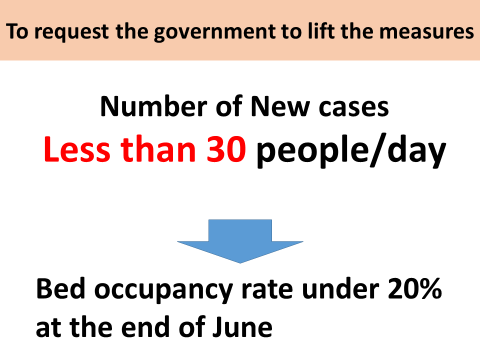 To request the government to lift the measures
Number of New cases
Less than 30 people/day
Bed occupancy rate under 20%
at the end of June